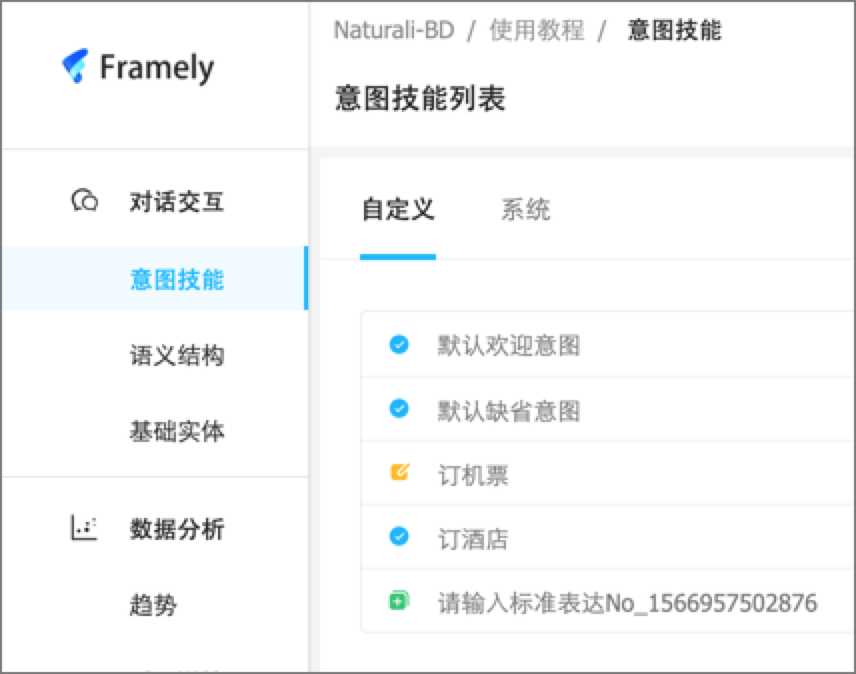 Framely
对话交互
意图技能
语义结构
基础实体
数据分析
趋势
Naturali-BD / 使用教程 / 意图技能
意图技能列表
自定义 系统
默认欢迎意图
默认缺省意图
订机票
订酒店
请输入标准表达No_1566957502876